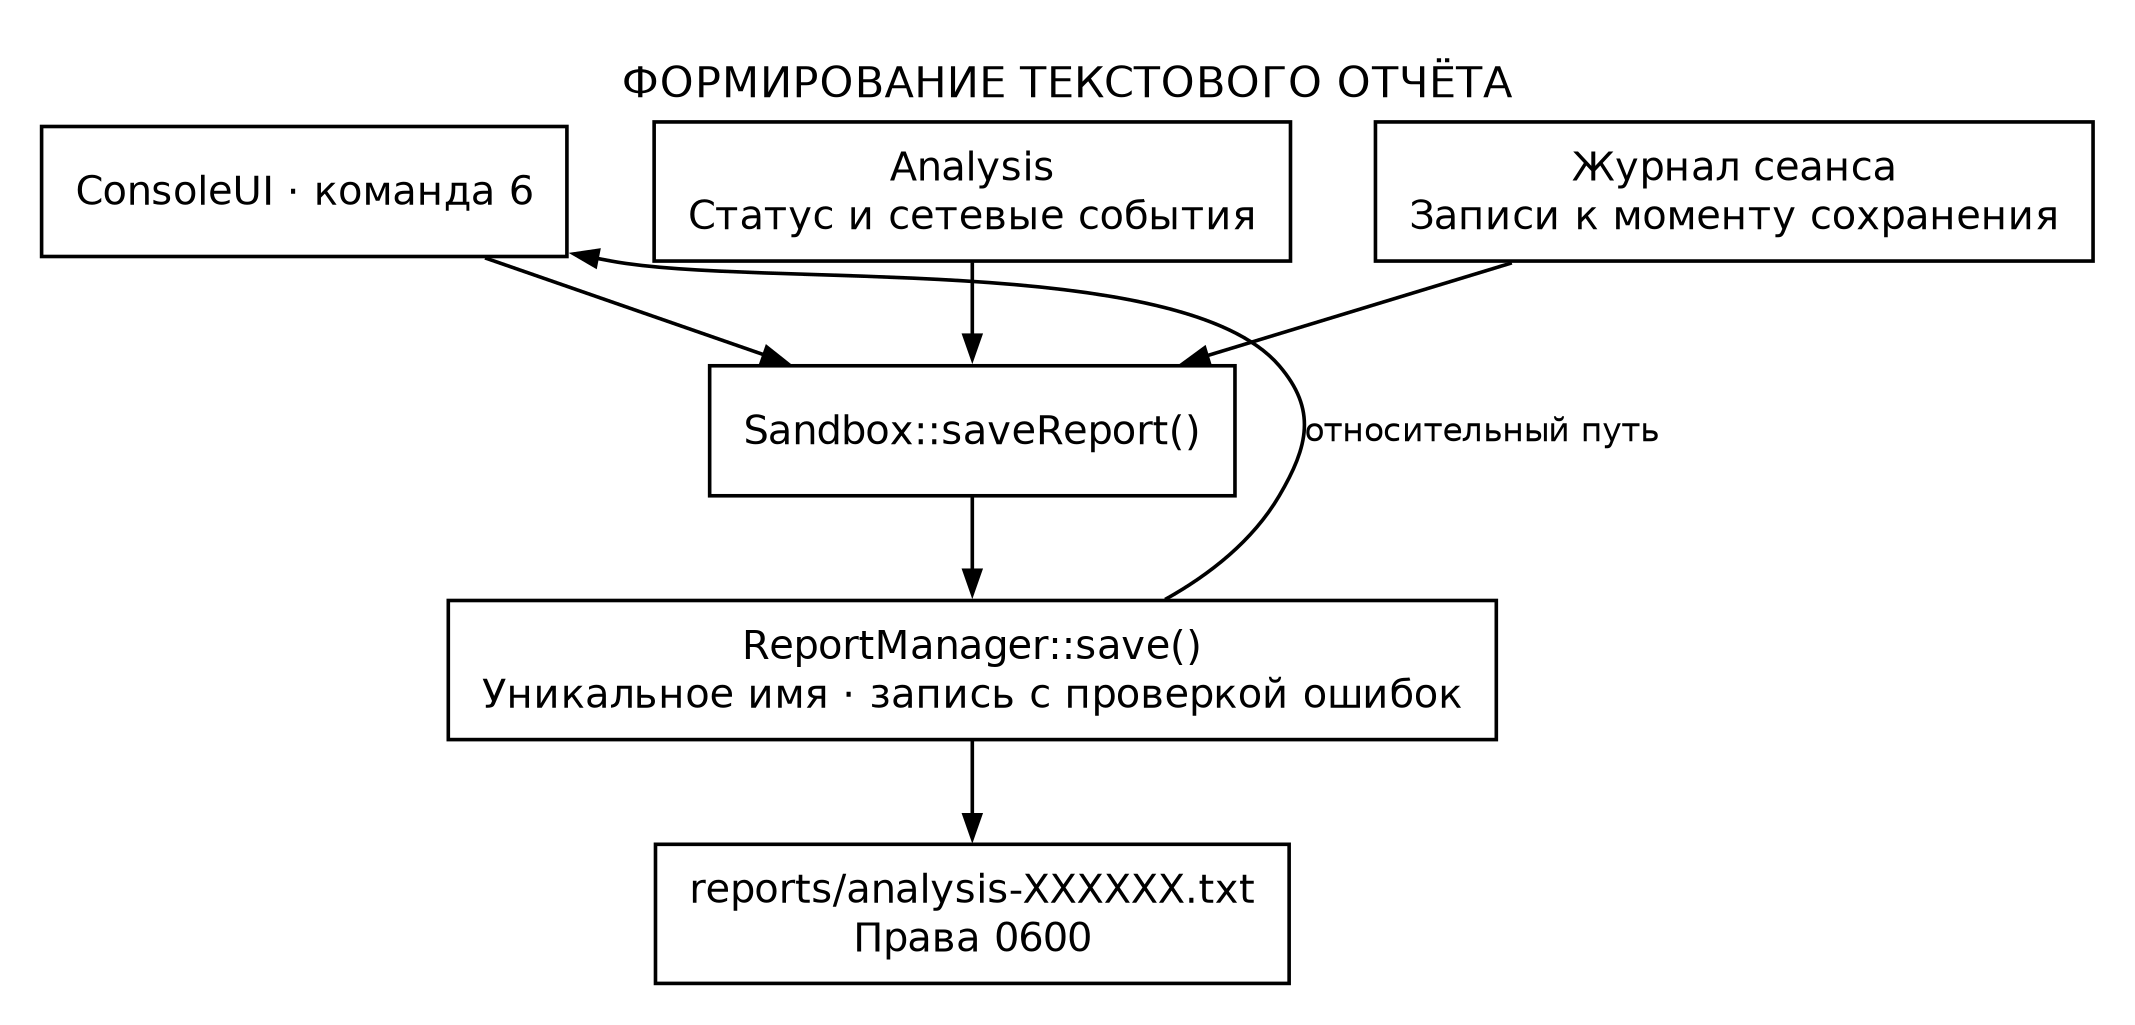 ФОРМИРОВАНИЕ ТЕКСТОВОГО ОТЧЁТА
ConsoleUI · команда 6
Analysis
Статус и сетевые события
Журнал сеанса
Записи к моменту сохранения
Sandbox::saveReport()
относительный путь
ReportManager::save()
Уникальное имя · запись с проверкой ошибок
reports/analysis-XXXXXX.txt
Права 0600